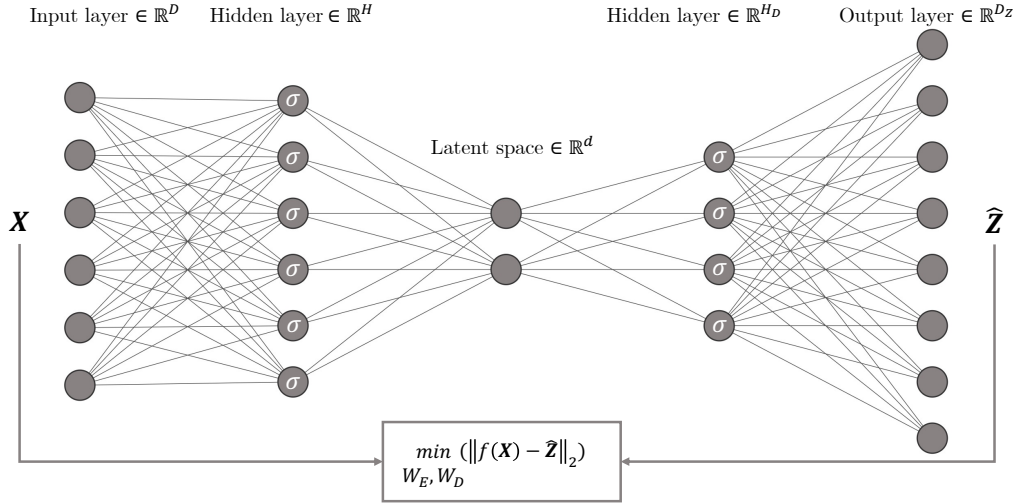 Input layer ∈ ℝ^D
Hidden layer ∈ ℝ^H
Hidden layer ∈ ℝ^{H_D}
Output layer ∈ ℝ^{D_Z}
Latent space ∈ ℝ^d
σ
σ
σ
σ
σ
σ
σ
σ
σ
σ
X
Ẑ
min (‖f(X) − Ẑ‖₂)
W_E, W_D